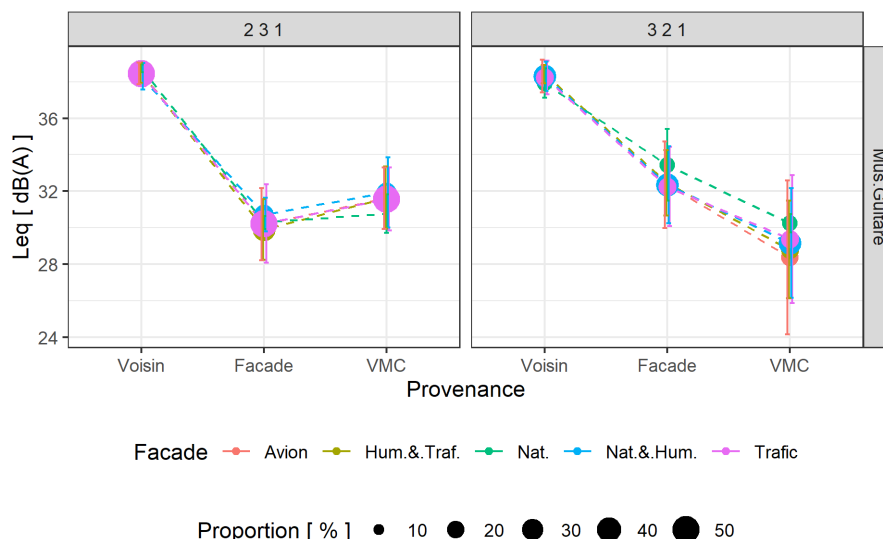 2 3 1
3 2 1
Mus.Guitare
Leq [ dB(A) ]
36
32
28
24
Voisin Facade VMC
Voisin Facade VMC
Provenance
Facade Avion Hum.&.Traf. Nat. Nat.&.Hum. Trafic
Proportion [ % ] 10 20 30 40 50